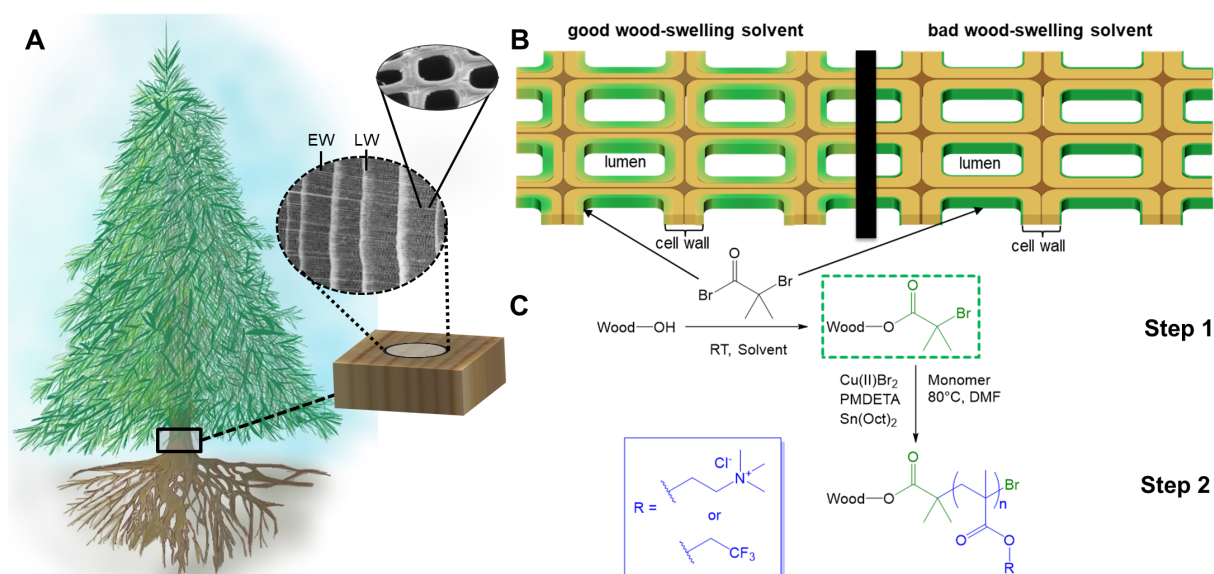 A
EW
LW
B
good wood-swelling solvent
bad wood-swelling solvent
lumen
lumen
cell wall
cell wall
C
O
Br
Br
Wood
OH
RT, Solvent
O
Wood
O
Br
Step 1
Cu(II)Br₂
PMDETA
Sn(Oct)₂
Monomer
80°C, DMF
O
Wood
O
Br
n
O
O
R
Step 2
Cl⁻
N⁺
R =
or
CF₃